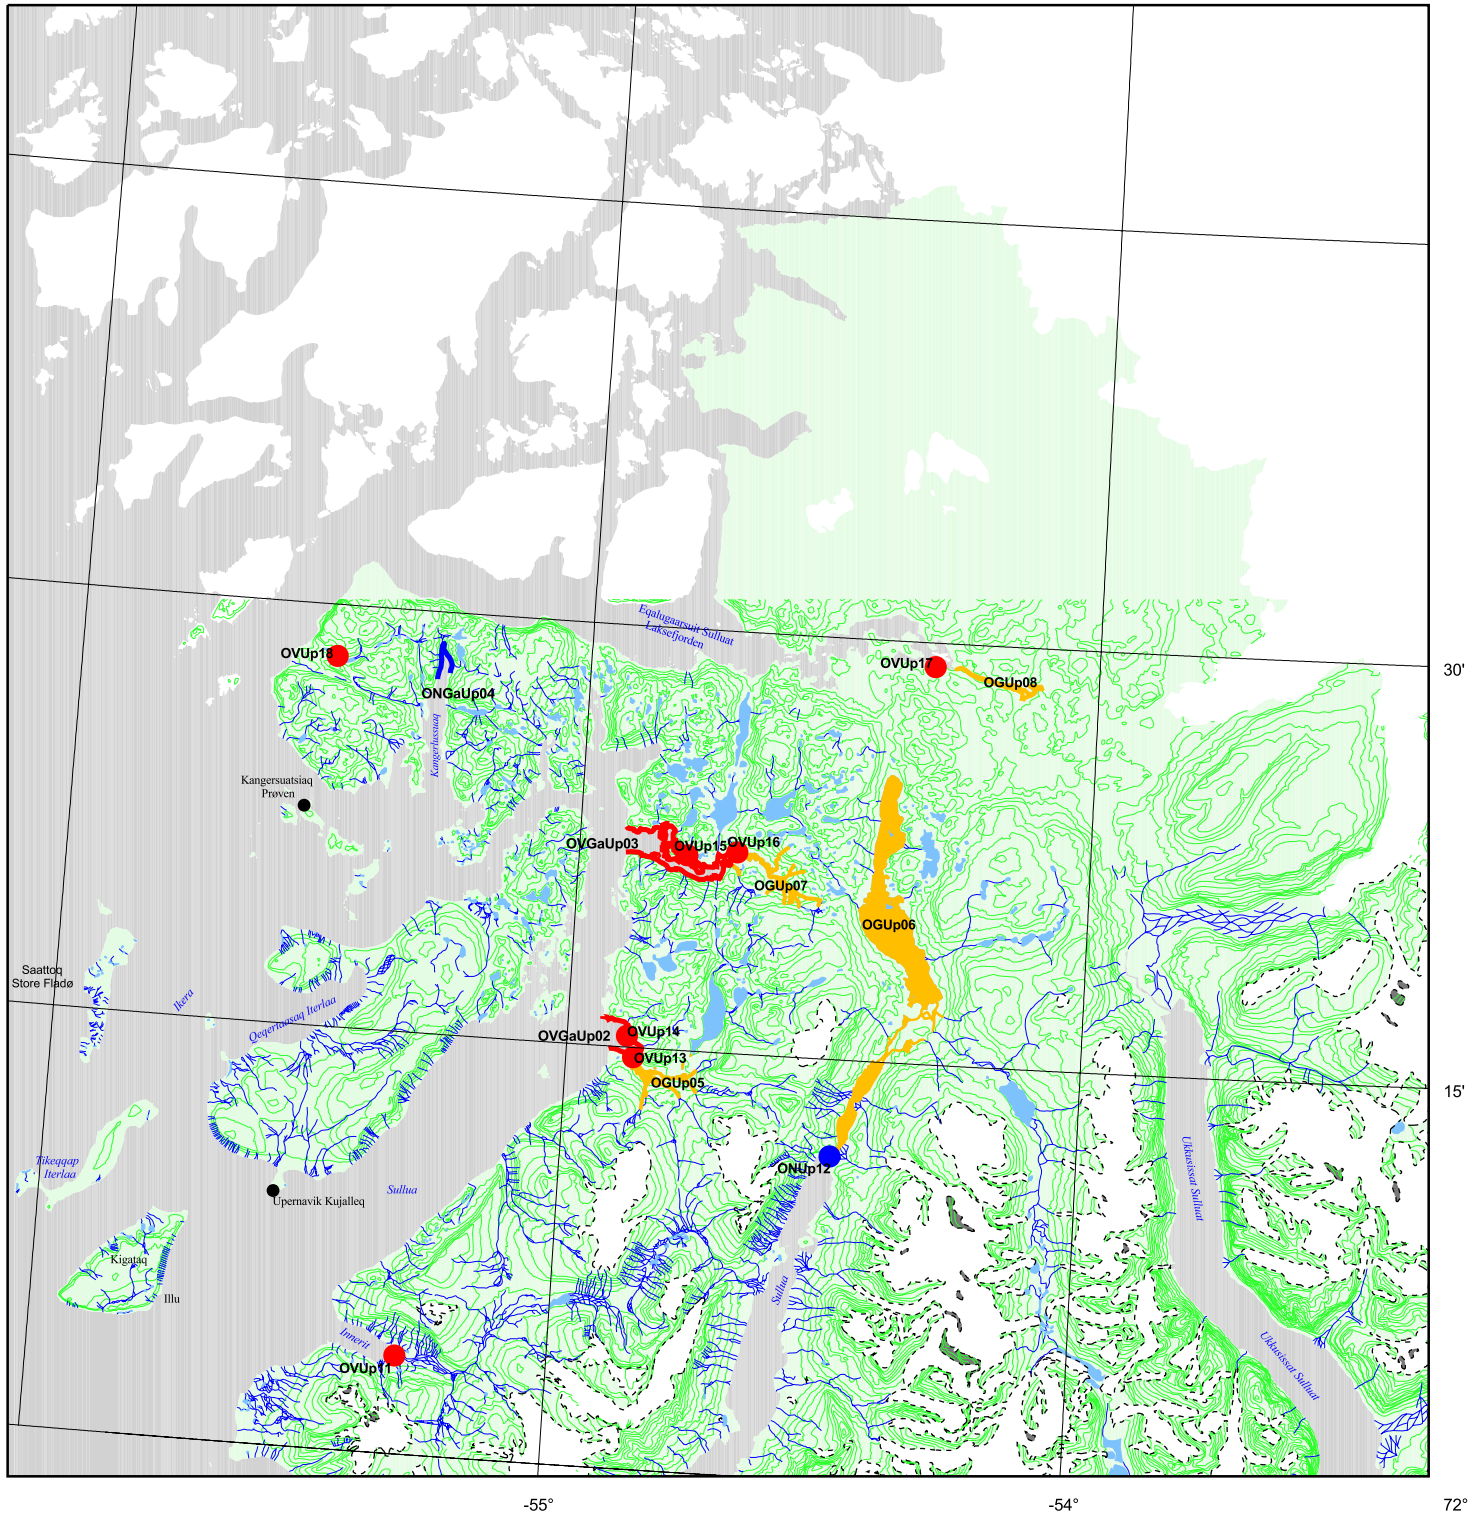 Eqalugaarsuit Sulluat
Laksefjorden
OVUp18
OVUp17
30'
OGUp08
ONGaUp04
Kangerlussuaq
Kangersuatsiaq
Prøven
OVGaUp03
OVUp15
OVUp16
OGUp07
OGUp06
Saattoq
Store Fladø
Ikera
Qeqertaasaq Iterlaa
OVGaUp02
OVUp14
OVUp13
OGUp05
15'
Tikeqqap
Iterlaa
ONUp12
Ukkusissat Sulluat
Sullua
Upernavik Kujalleq
Kigataq
Illu
Sullua
Innerit
OVUp11
Ukkusissat Sulluat
-55°
-54°
72°